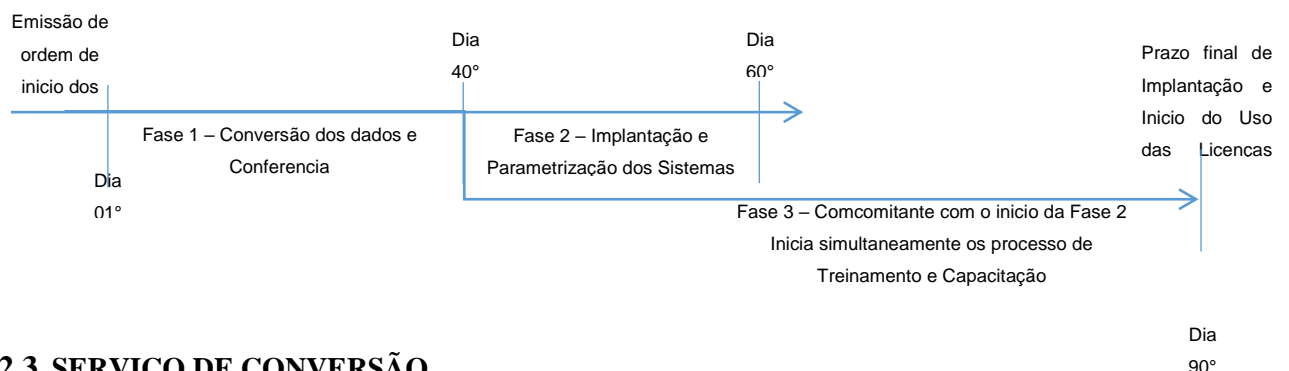 Emissão de
ordem de
inicio dos
Dia
40°
Dia
60°
Prazo final de
Implantação e
Inicio do Uso
das Licenças
Fase 1 – Conversão dos dados e
Conferencia
Fase 2 – Implantação e
Parametrização dos Sistemas
Dia
01°
Fase 3 – Comcomitante com o inicio da Fase 2
Inicia simultaneamente os processo de
Treinamento e Capacitação
Dia
90°
2.3 SERVIÇO DE CONVERSÃO